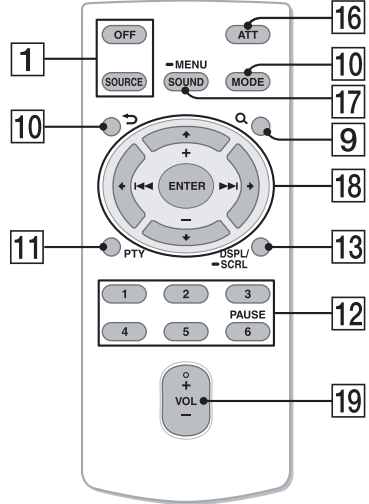 OFF
ATT
16
1
MENU
SOURCE
SOUND
MODE
10
17
10
9
+
ENTER
18
−
11
PTY
DSPL/
SCRL
13
1 2 3
12
PAUSE
4 5 6
+
VOL
−
19